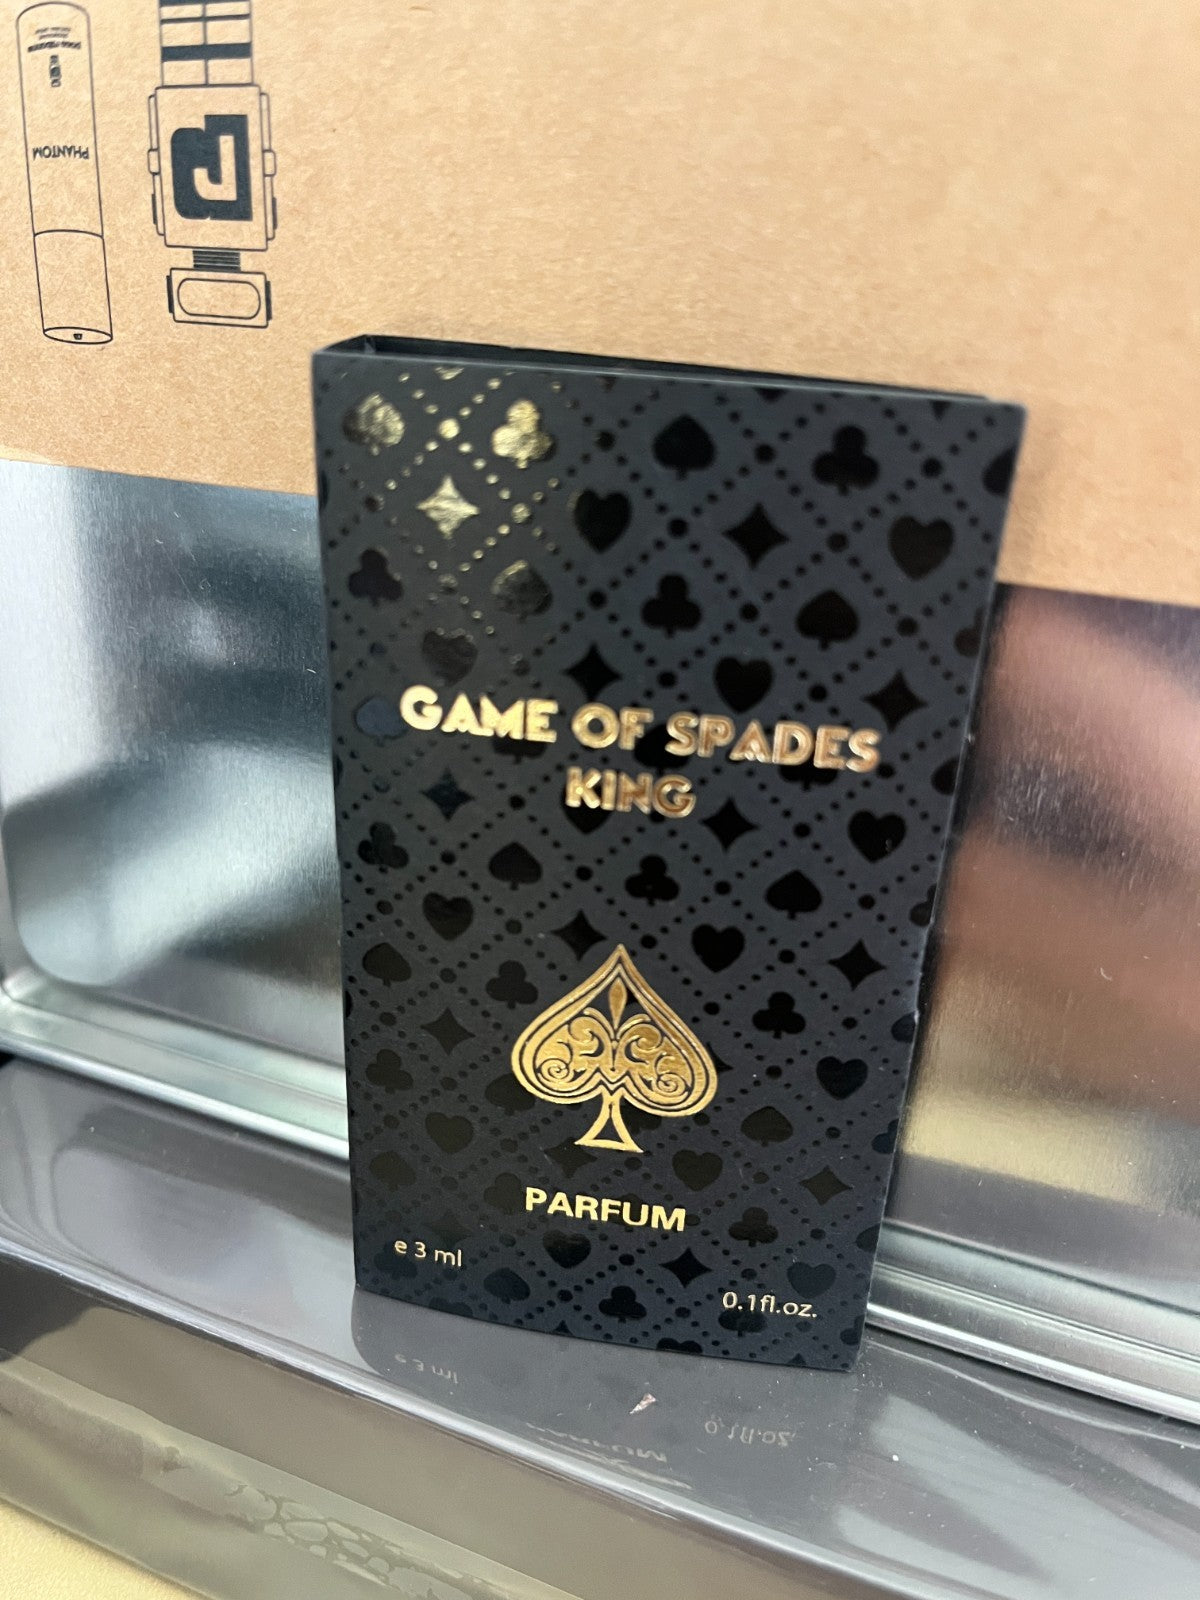 PHANTOM
GAME OF SPADES
KING
PARFUM
e 3 ml
0.1fl.oz.